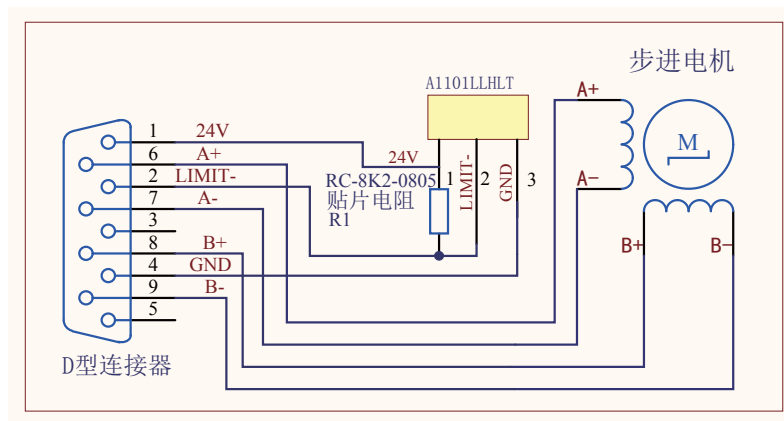 步进电机
A1101LLHLT
A+
1 24V
6 A+
2 LIMIT-
7 A-
3
8 B+
4 GND
9 B-
5
D型连接器
24V
RC-8K2-0805
贴片电阻
R1
1
LIMIT-
2
GND
3
A-
M
B+
B-